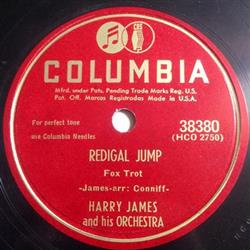 CBS
COLUMBIA
Mfrd. under Pats. Pending Trade Marks Reg. U.S.
Pat. Off. Marcas Registradas Made in U.S.A.
For perfect tone
use Columbia Needles
38380
(HCO 2750)
REDIGAL JUMP
Fox Trot
-James-arr: Conniff-
HARRY JAMES
and his ORCHESTRA